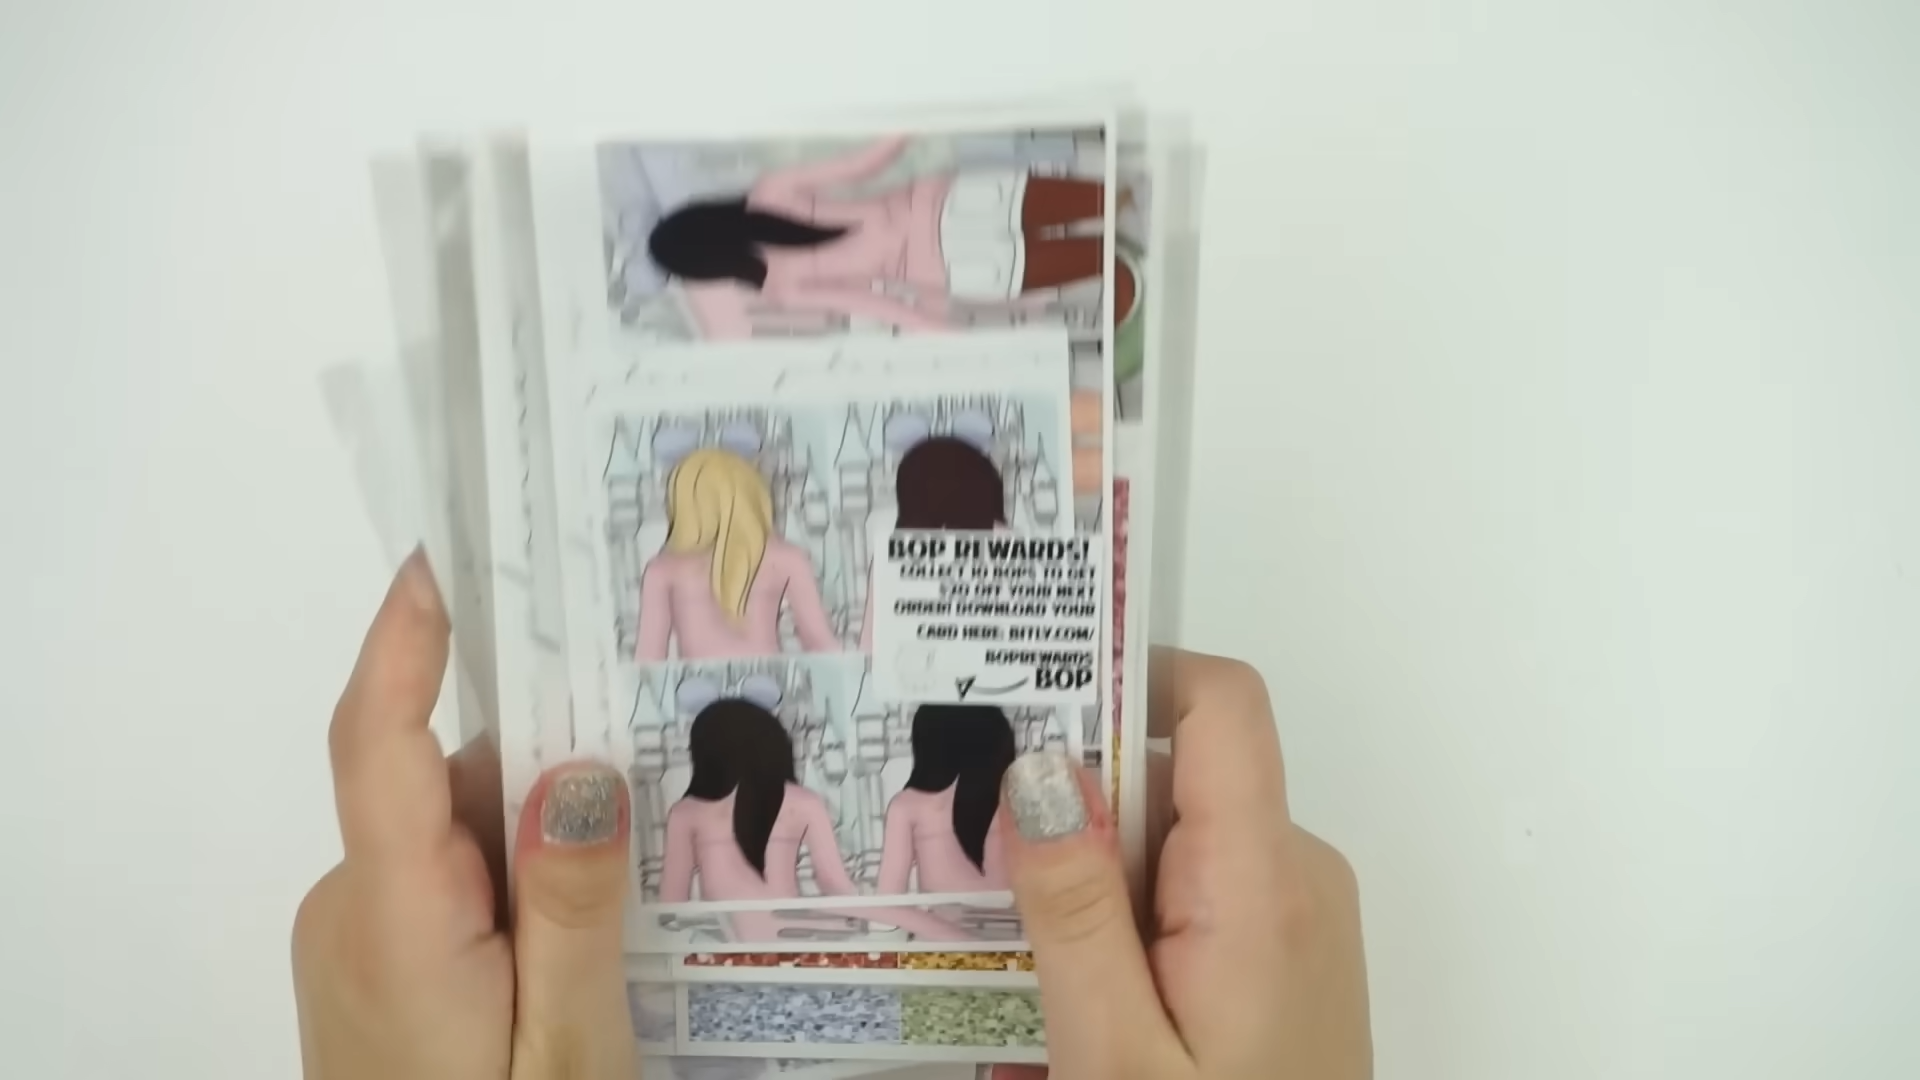 BOP REWARDS!
COLLECT 10 BOPS TO GET
$20 OFF YOUR NEXT
ORDER! DOWNLOAD YOUR
CARD HERE: BITLY.COM/
BOPREWARDS
BOP